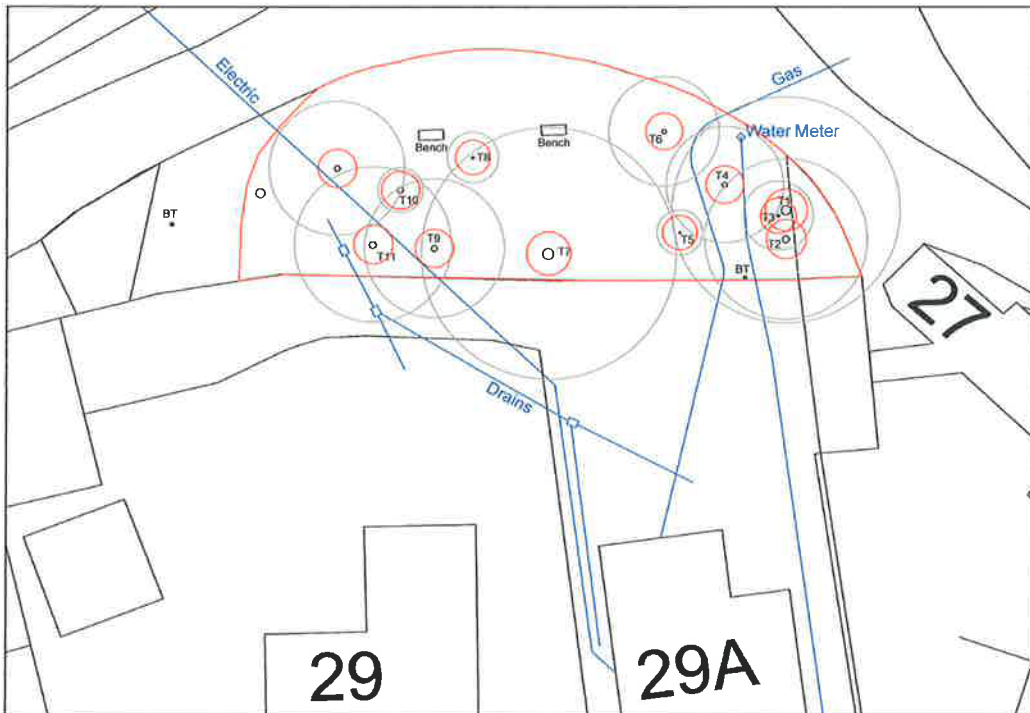 Electric
Gas
Water Meter
Bench
Bench
T6
T8
T4
T10
T1
T3
BT
T5
T2
T9
T7
T11
BT
27
Drains
29
29A